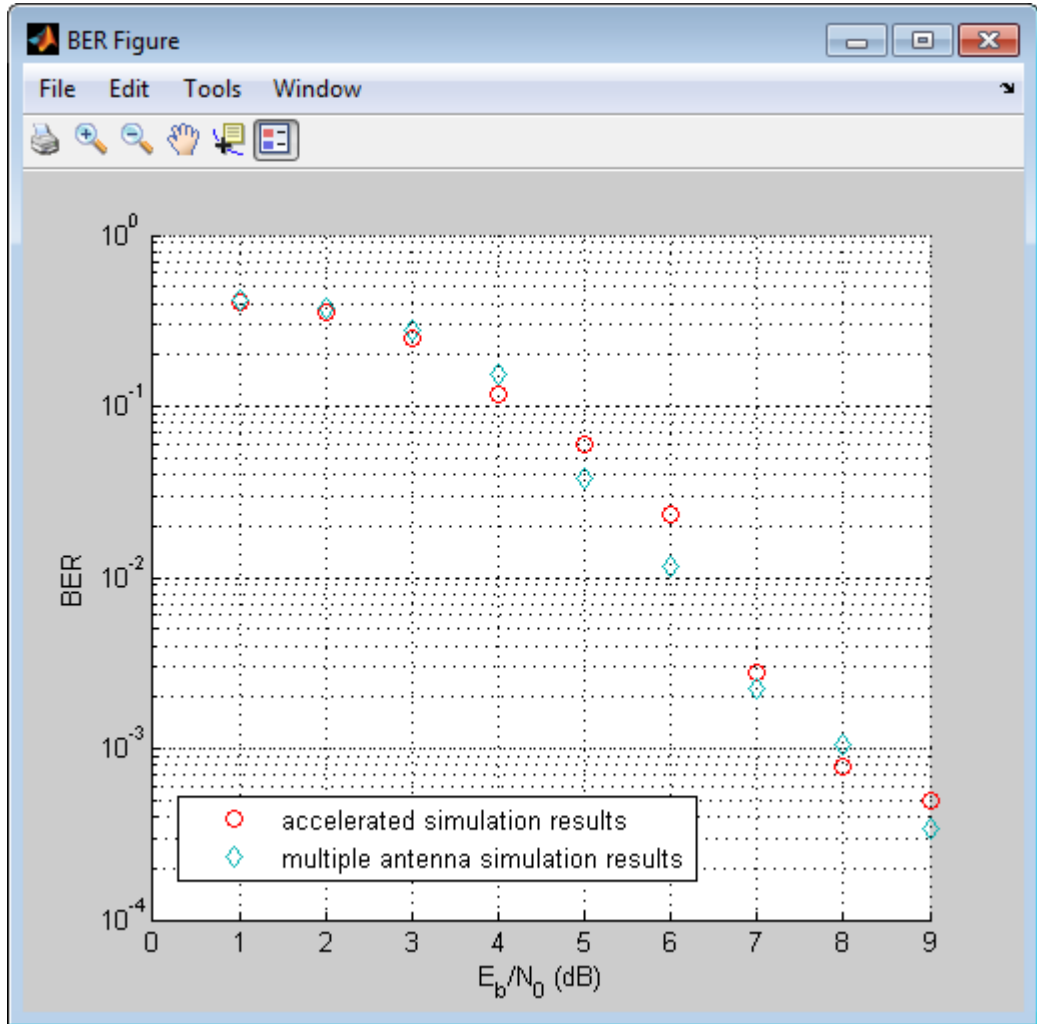 BER Figure
File Edit Tools Window
10^0
10^-1
10^-2
10^-3
10^-4
BER
accelerated simulation results
multiple antenna simulation results
0 1 2 3 4 5 6 7 8 9
E_b/N_0 (dB)